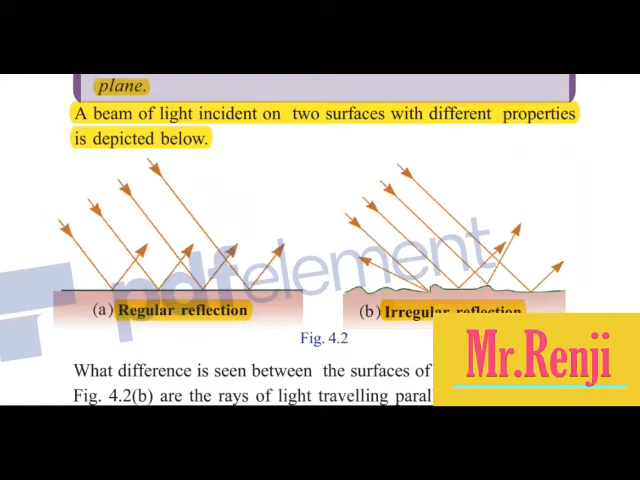 plane.
A beam of light incident on two surfaces with different properties
is depicted below.
pdfelement
(a) Regular reflection
(b) Irregular reflection
Fig. 4.2
What difference is seen between the surfaces of
Fig. 4.2(b) are the rays of light travelling paral
Mr.Renji